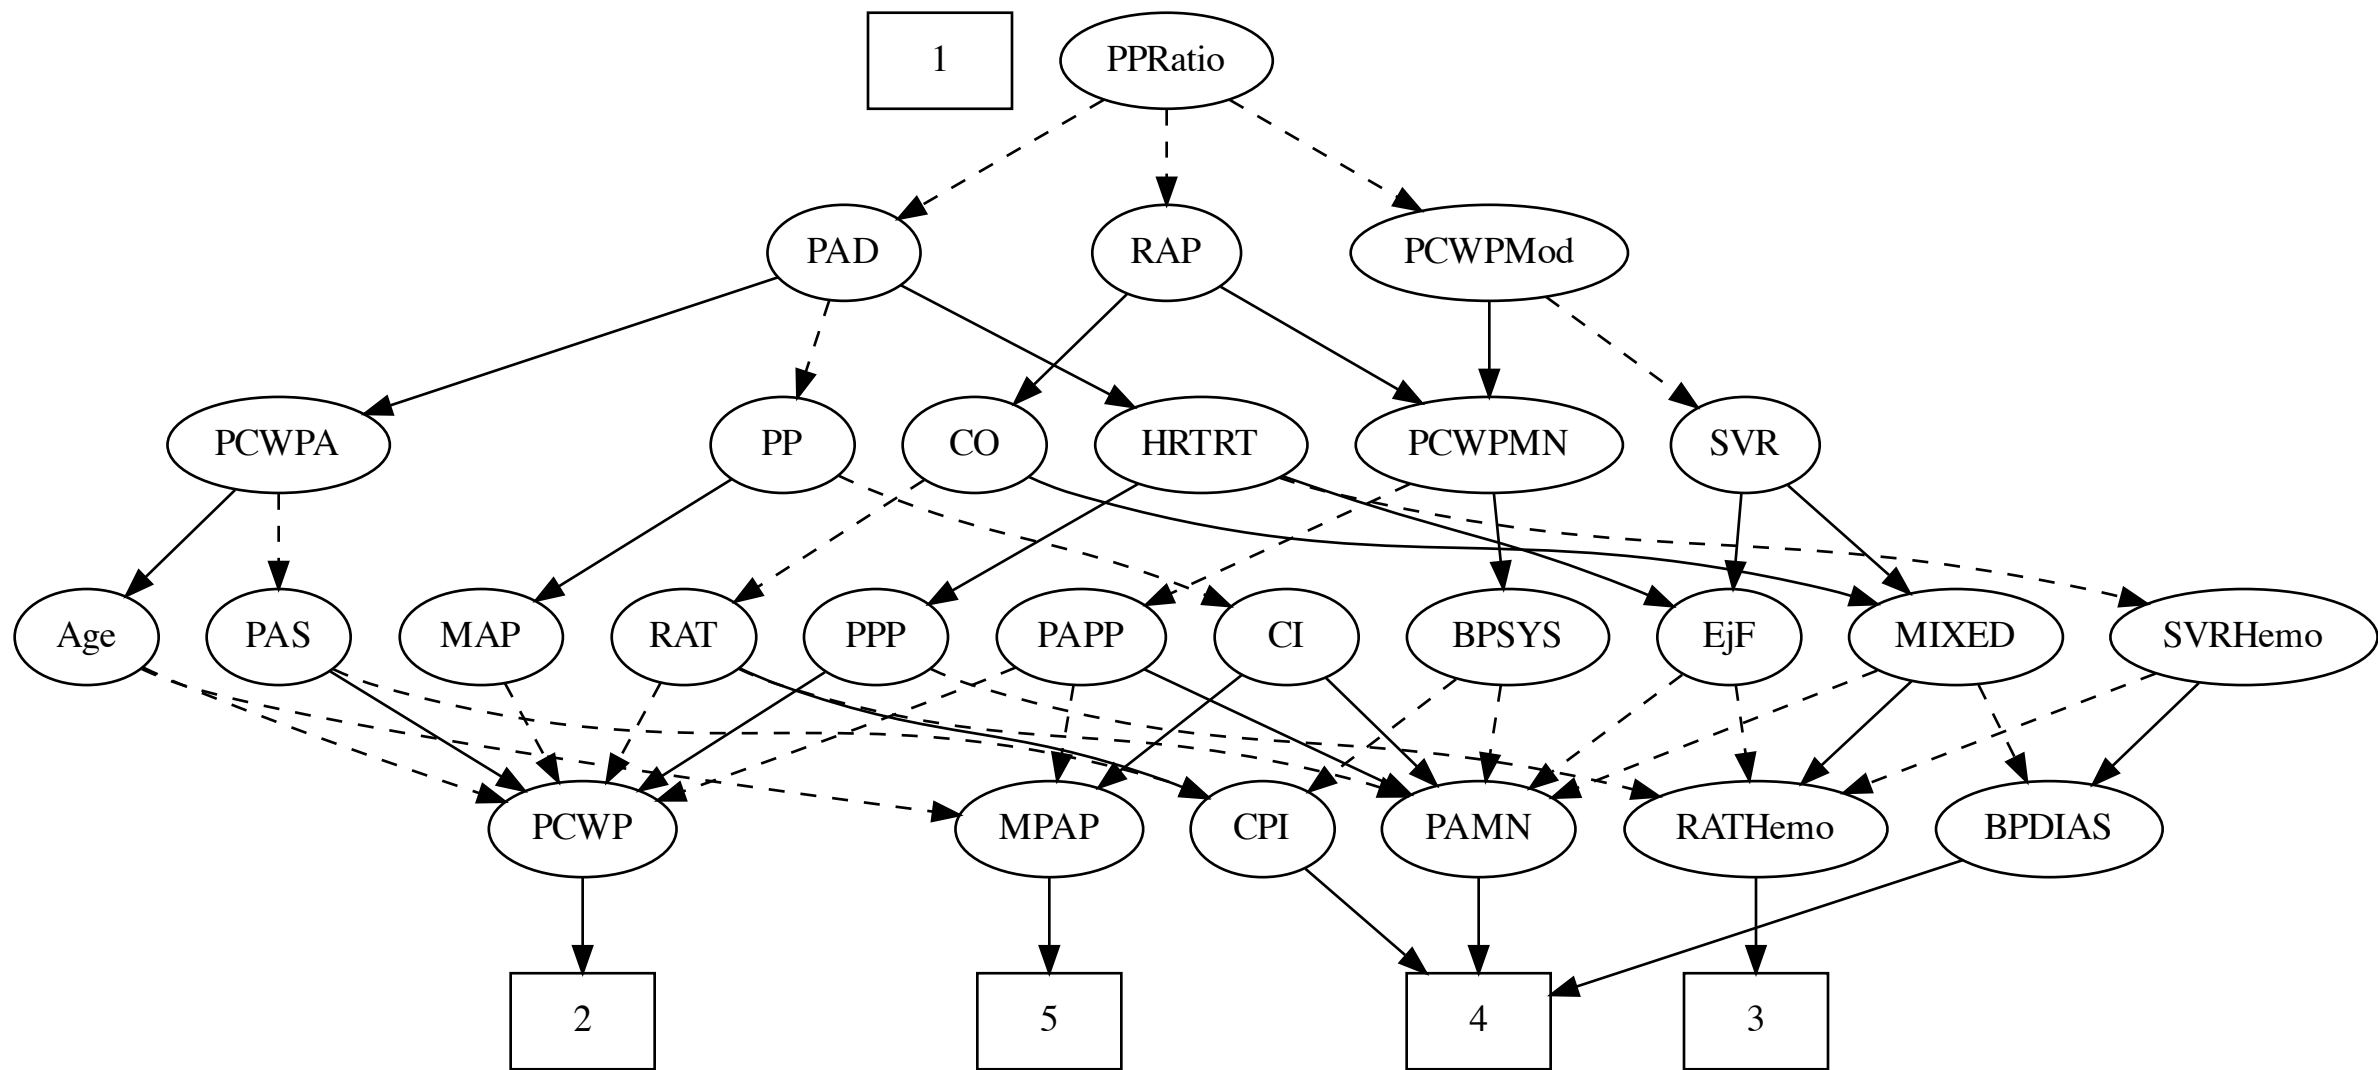 1
PPRatio
PAD
RAP
PCWPMod
PCWPA
PP
CO
HRTRT
PCWPMN
SVR
Age
PAS
MAP
RAT
PPP
PAPP
CI
BPSYS
EjF
MIXED
SVRHemo
PCWP
MPAP
CPI
PAMN
RATHemo
BPDIAS
2
5
4
3